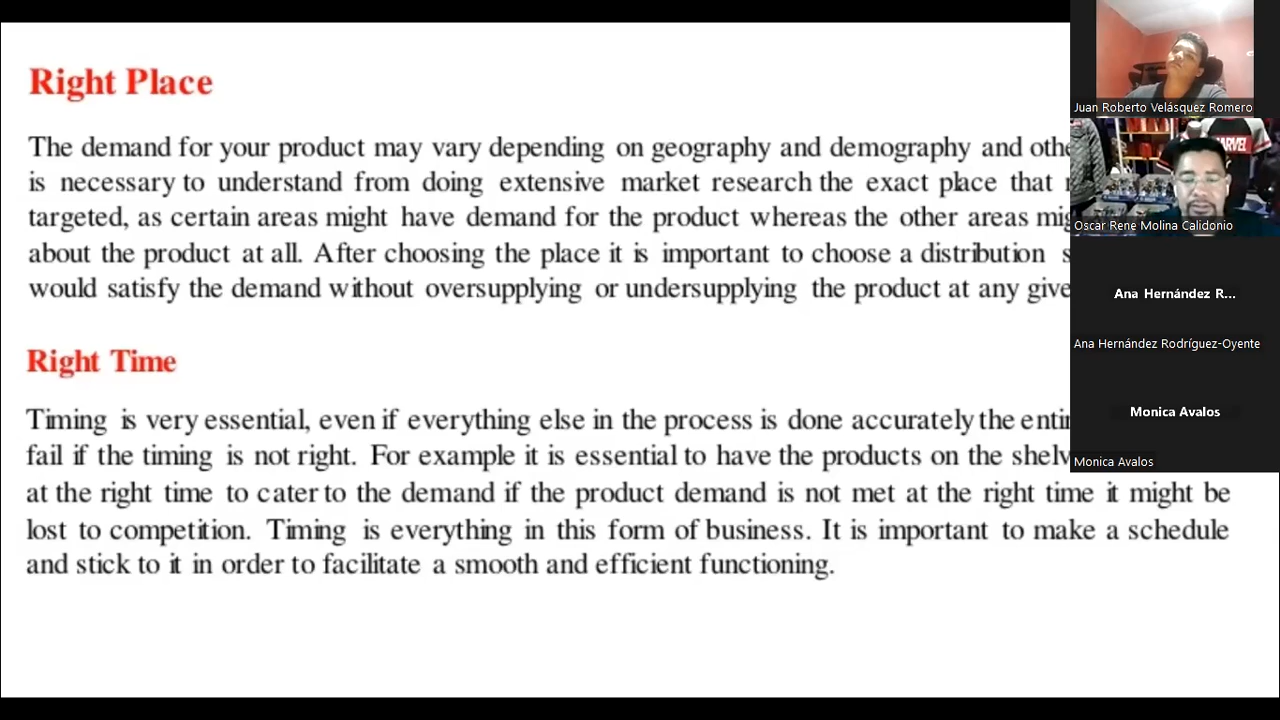 Right Place
The demand for your product may vary depending on geography and demography and
is necessary to understand from doing extensive market research the exact place that
targeted, as certain areas might have demand for the product whereas the other areas
about the product at all. After choosing the place it is important to choose a distribution
would satisfy the demand without oversupplying or undersupplying the product at any
Right Time
Timing is very essential, even if everything else in the process is done accurately the
fail if the timing is not right. For example it is essential to have the products on the
at the right time to cater to the demand if the product demand is not met at the right time it might be
lost to competition. Timing is everything in this form of business. It is important to make a schedule
and stick to it in order to facilitate a smooth and efficient functioning.
Juan Roberto Velásquez Romero
Oscar Rene Molina Calidonio
Ana Hernández R...
Ana Hernández Rodríguez-Oyente
Monica Avalos
Monica Avalos